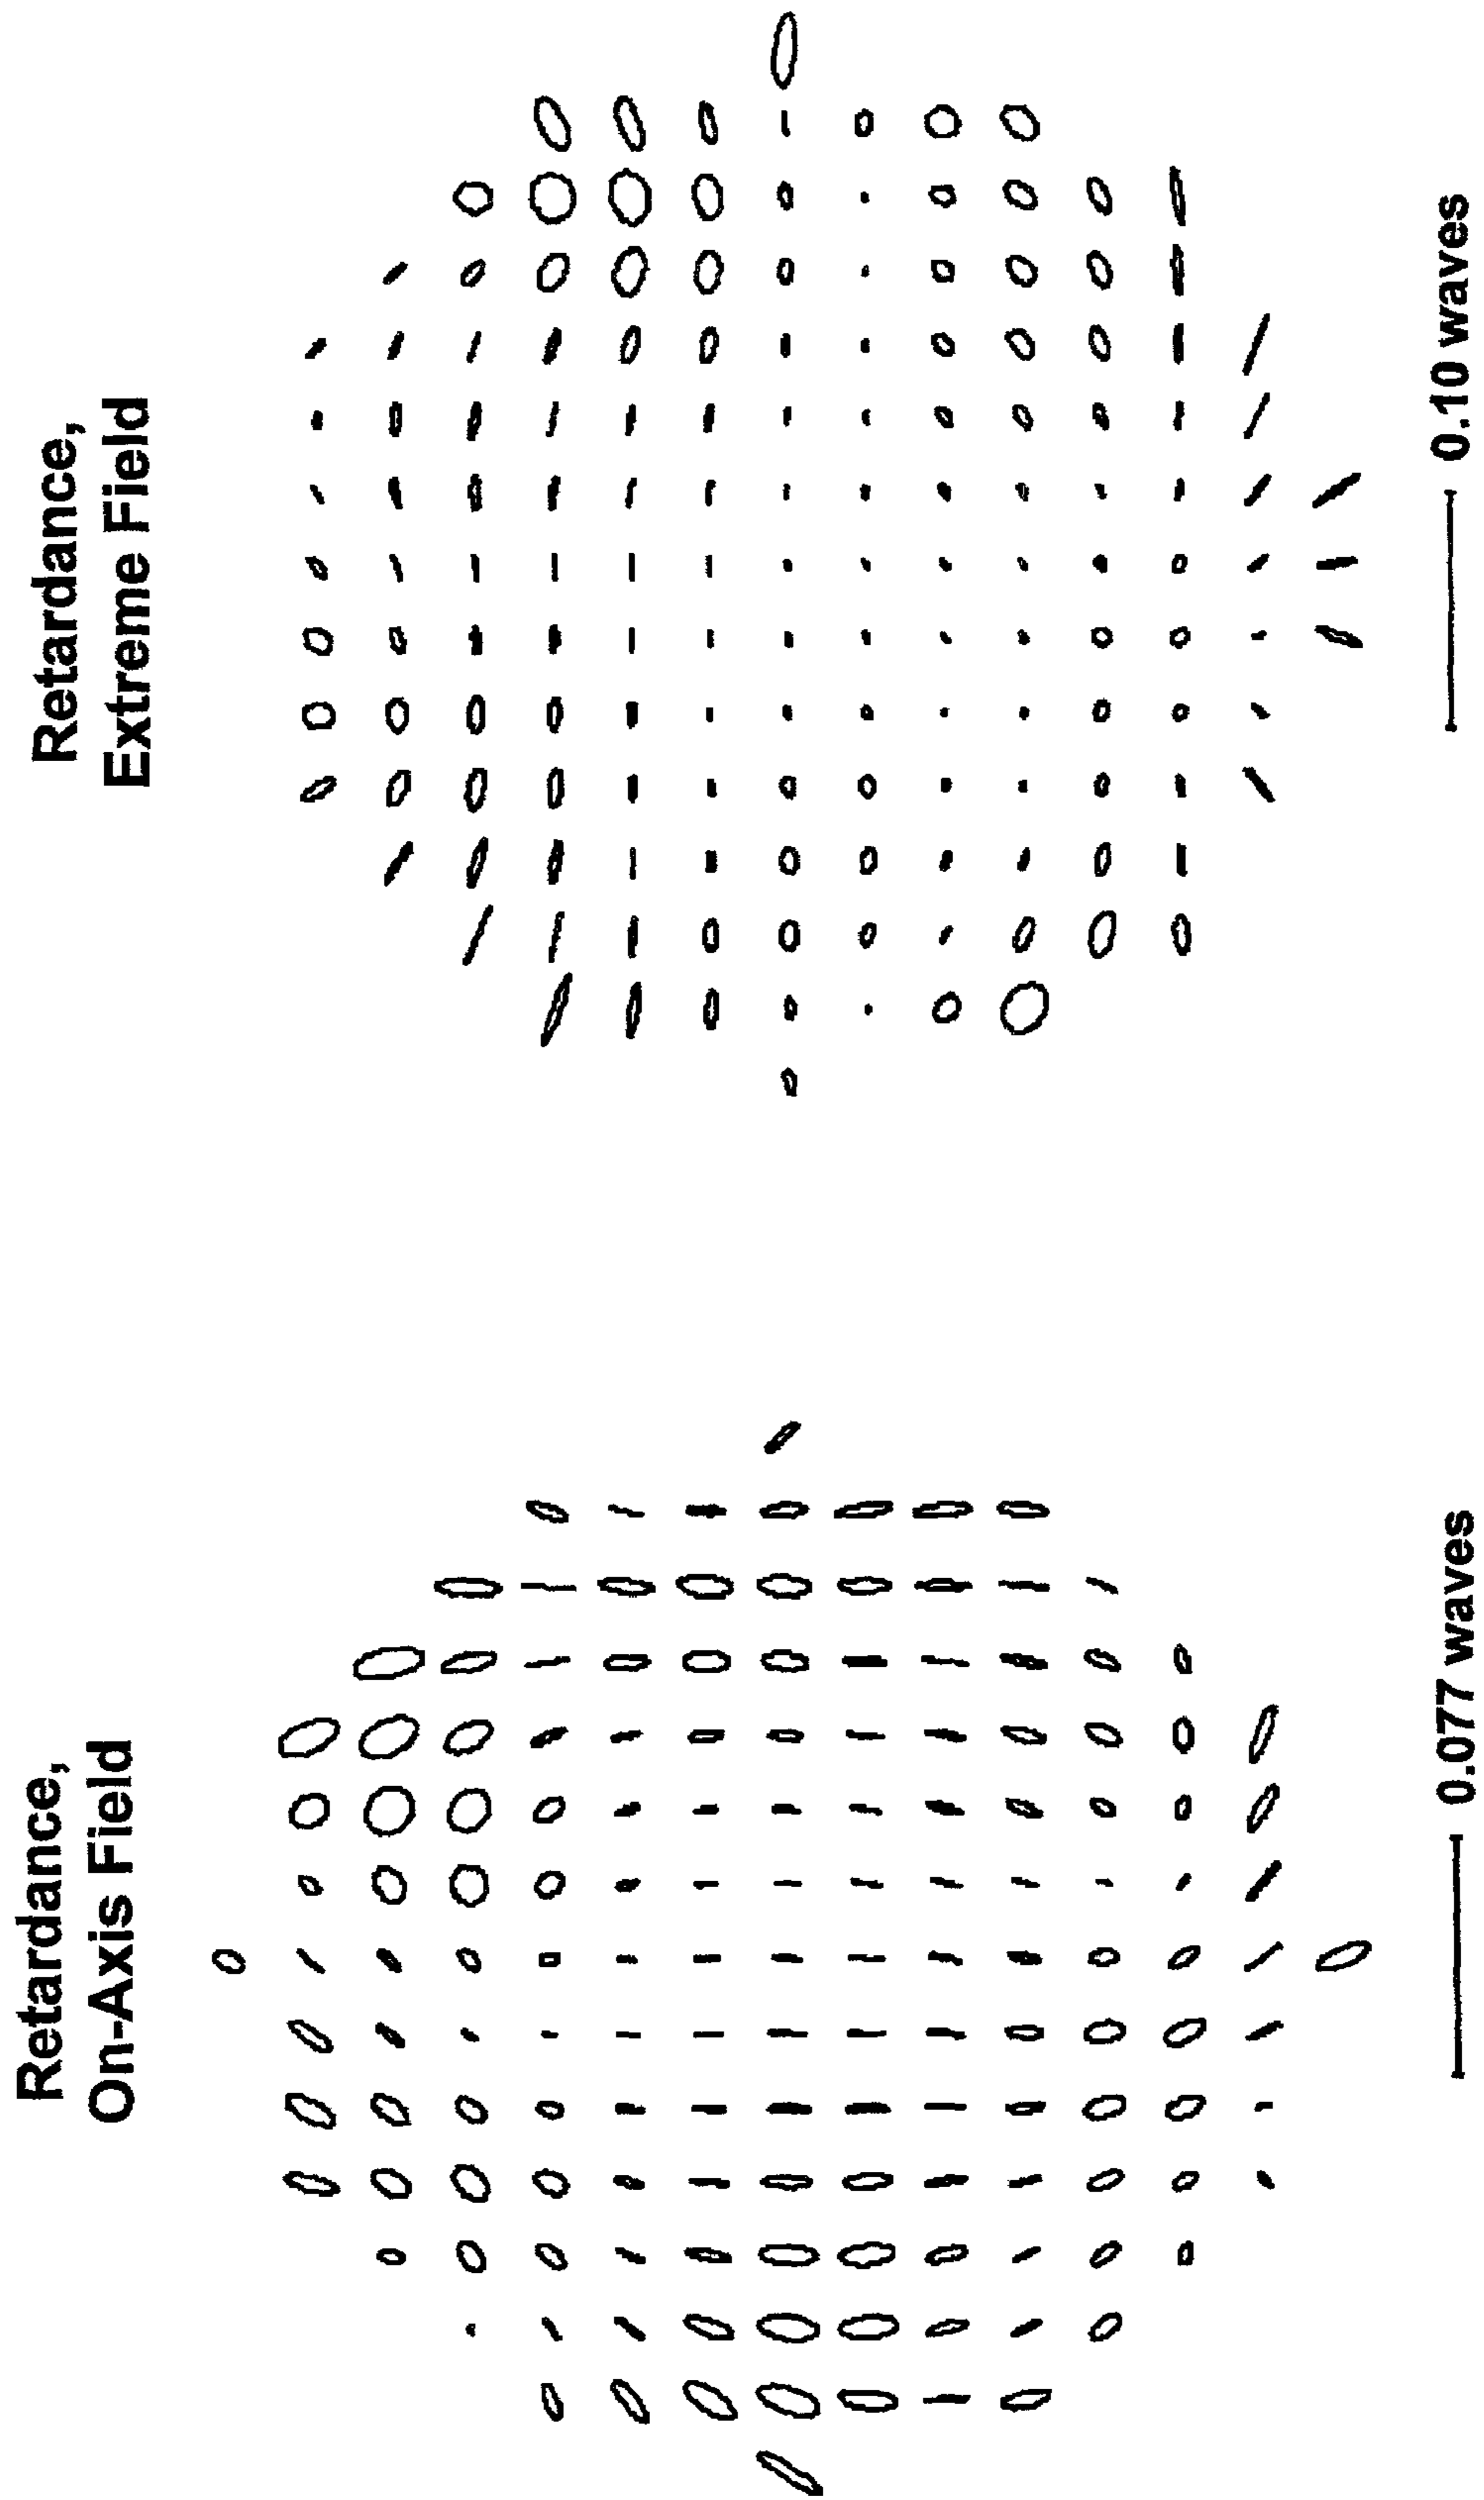 Retardance,
On-Axis Field
0.077 waves
Retardance,
Extreme Field
0.10 waves